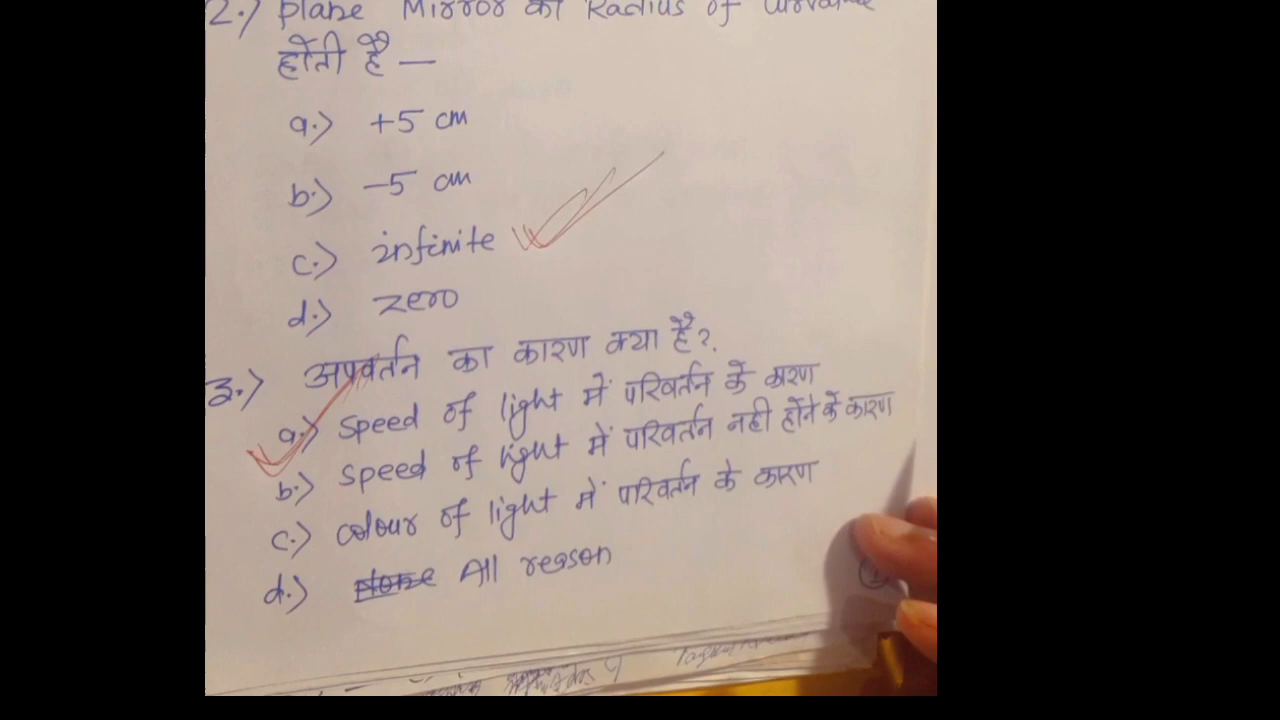 2.) Plane Mirror का Radius of
होती है —
a.) +5 cm
b.) -5 cm
c.) infinite
d.) zero
3.) अपवर्तन का कारण क्या है?.
a.) speed of light में परिवर्तन के कारण
b.) speed of light में परिवर्तन नही होने के कारण
c.) colour of light में परिवर्तन के कारण
d.) None All reason